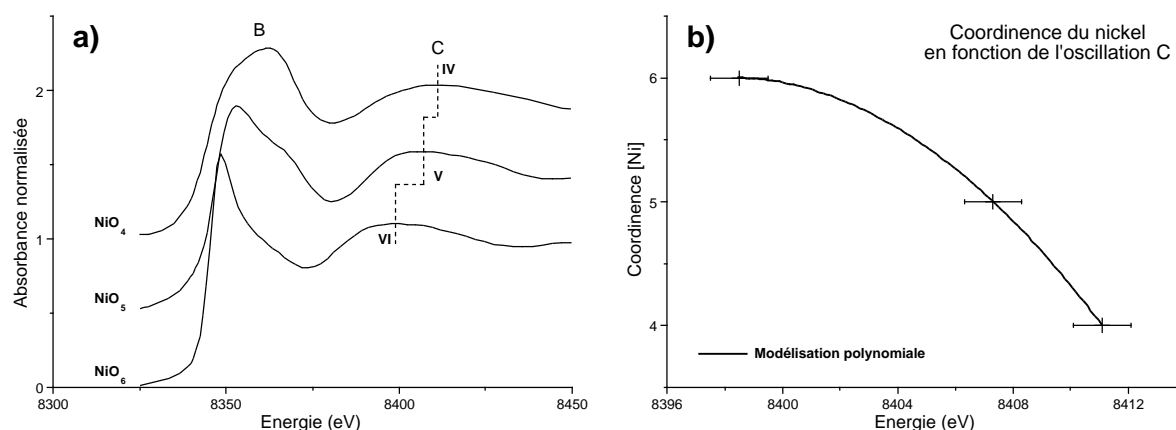 a)
B
C
IV
2
V
NiO4
1
VI
NiO5
0
NiO6
8300
8350
8400
8450
Energie (eV)
Absorbance normalisée
b)
Coordinence du nickel
en fonction de l'oscillation C
6
5
4
Coordinence [Ni]
Modélisation polynomiale
8396
8400
8404
8408
8412
Energie (eV)